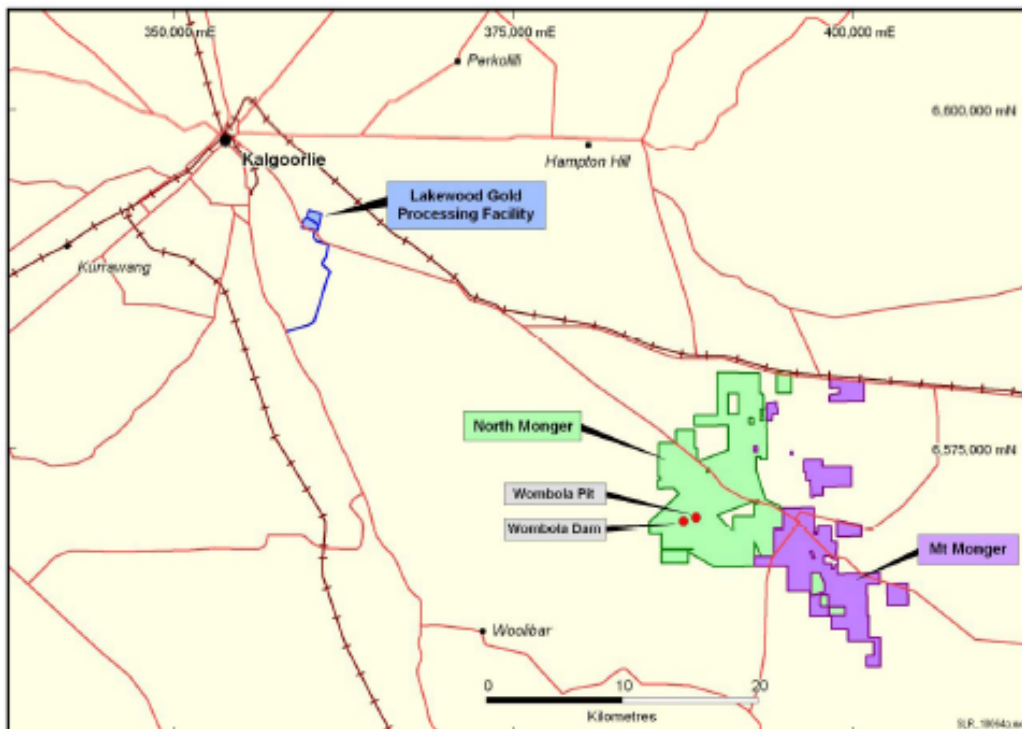 350,000 mE
375,000 mE
400,000 mE
Perkolilli
6,600,000 mN
Kalgoorlie
Hampton Hill
Lakewood Gold
Processing Facility
Kurrawang
North Monger
6,575,000 mN
Wombola Pit
Wombola Dam
Mt Monger
Woolibar
0 10 20
Kilometres